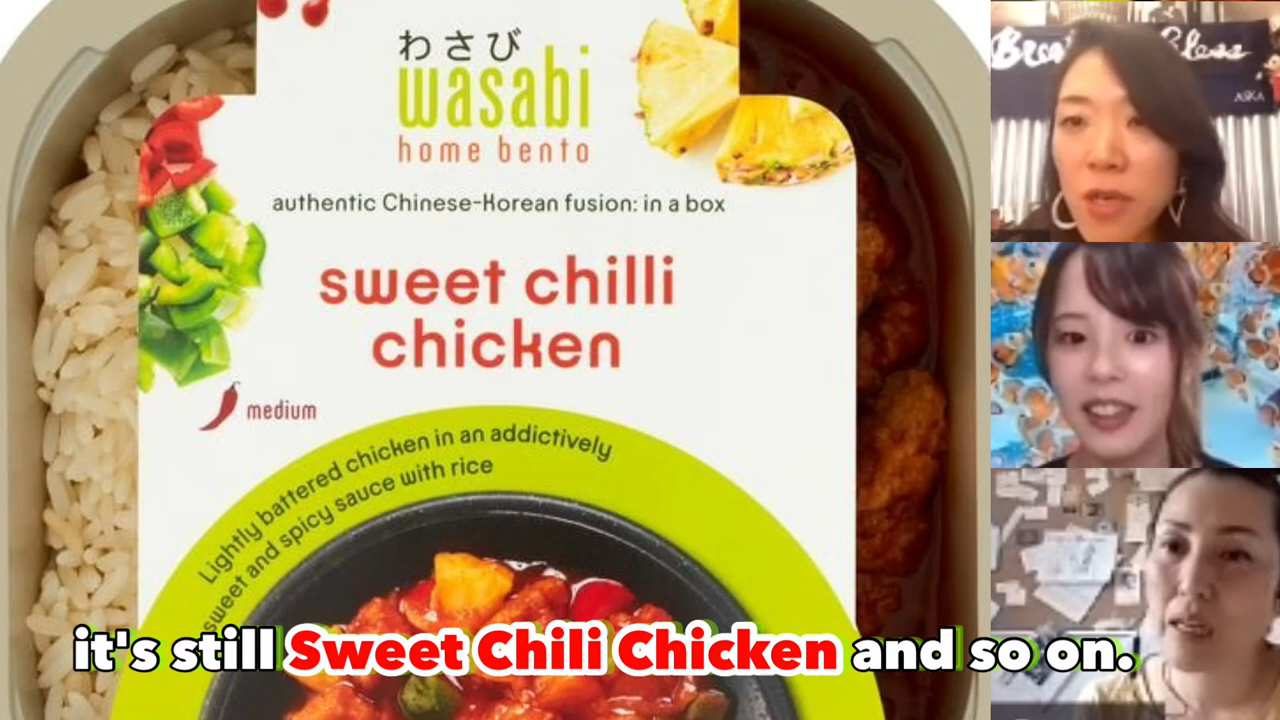 わさび
wasabi
home bento
authentic Chinese-Korean fusion: in a box
sweet chilli
chicken
medium
Lightly battered chicken in an addictively
sweet and spicy sauce with rice
it's still Sweet Chili Chicken and so on.
ASKA